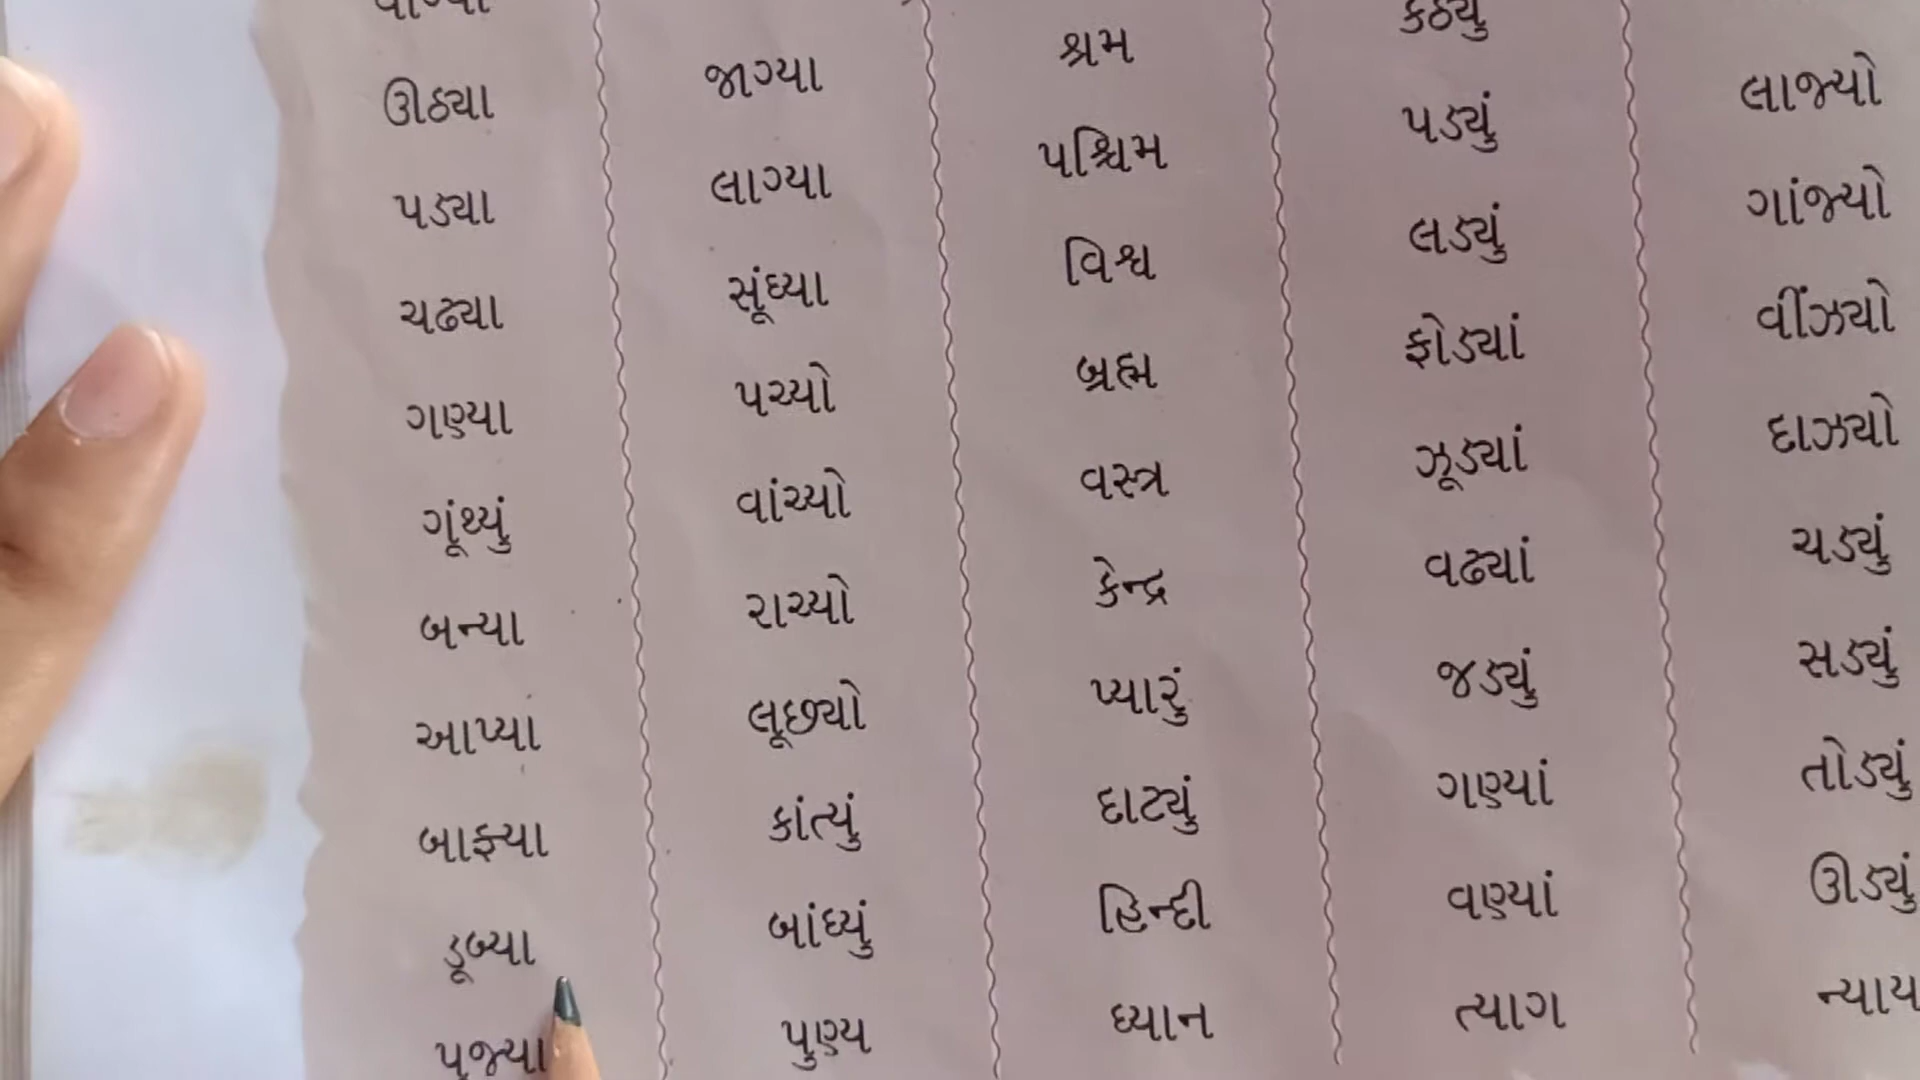 ઊઠ્યા જાગ્યા શ્રમ પડ્યું લાજ્યો
પડ્યા લાગ્યા પશ્ચિમ લડ્યું ગાંજ્યો
ચઢ્યા સૂંઘ્યા વિશ્વ ફોડ્યાં વીંઝ્યો
ગણ્યા પચ્યો બ્રહ્મ ઝૂડ્યાં દાઝ્યો
ગૂંથ્યું વાંચ્યો વસ્ત્ર વઢ્યાં ચડ્યું
બન્યા રાચ્યો કેન્દ્ર જડ્યું સડ્યું
આપ્યા લૂછ્યો પ્યારું ગણ્યાં તોડ્યું
બાફ્યા કાંત્યું દાટ્યું વણ્યાં ઊડ્યું
ડૂબ્યા બાંધ્યું હિન્દી ત્યાગ ન્યાય
પૂજ્યા પુણ્ય ધ્યાન